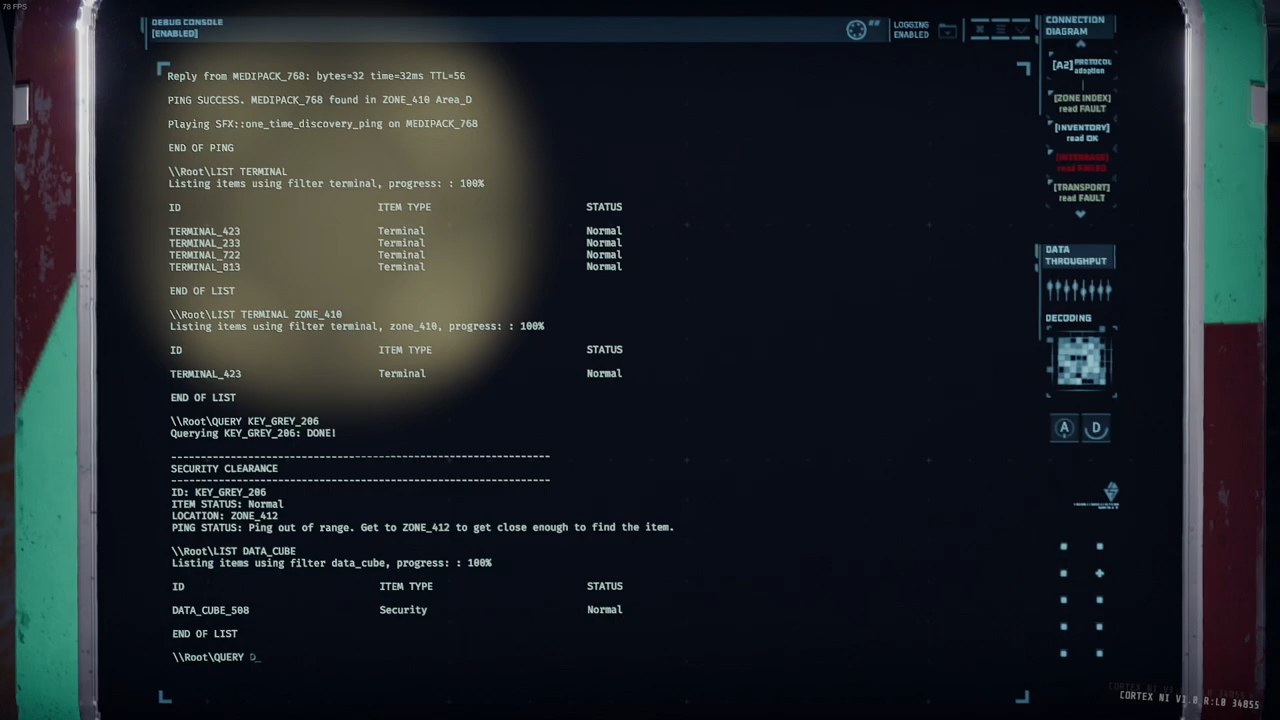 78 FPS
DEBUG CONSOLE
[ENABLED]
LOGGING
ENABLED
Reply from MEDIPACK_768: bytes=32 time=32ms TTL=56
PING SUCCESS. MEDIPACK_768 found in ZONE_410 Area_D
Playing SFX::one_time_discovery_ping on MEDIPACK_768
END OF PING
\\Root\LIST TERMINAL
Listing items using filter terminal, progress: : 100%
ID ITEM TYPE STATUS
TERMINAL_423 Terminal Normal
TERMINAL_233 Terminal Normal
TERMINAL_722 Terminal Normal
TERMINAL_813 Terminal Normal
END OF LIST
\\Root\LIST TERMINAL ZONE_410
Listing items using filter terminal, zone_410, progress: : 100%
ID ITEM TYPE STATUS
TERMINAL_423 Terminal Normal
END OF LIST
\\Root\QUERY KEY_GREY_206
Querying KEY_GREY_206: DONE!
----------------------------------------------------------------
SECURITY CLEARANCE
----------------------------------------------------------------
ID: KEY_GREY_206
ITEM STATUS: Normal
LOCATION: ZONE_412
PING STATUS: Ping out of range. Get to ZONE_412 to get close enough to find the item.
\\Root\LIST DATA_CUBE
Listing items using filter data_cube, progress: : 100%
ID ITEM TYPE STATUS
DATA_CUBE_508 Security Normal
END OF LIST
\\Root\QUERY D_
CONNECTION
DIAGRAM
[A2] PROTOCOL
adaption
[ZONE INDEX]
read FAULT
[INVENTORY]
read OK
read FAILED
[TRANSPORT]
read FAULT
DATA
THROUGHPUT
DECODING
A D
CORTEX NI V1.0 R:L0 34855